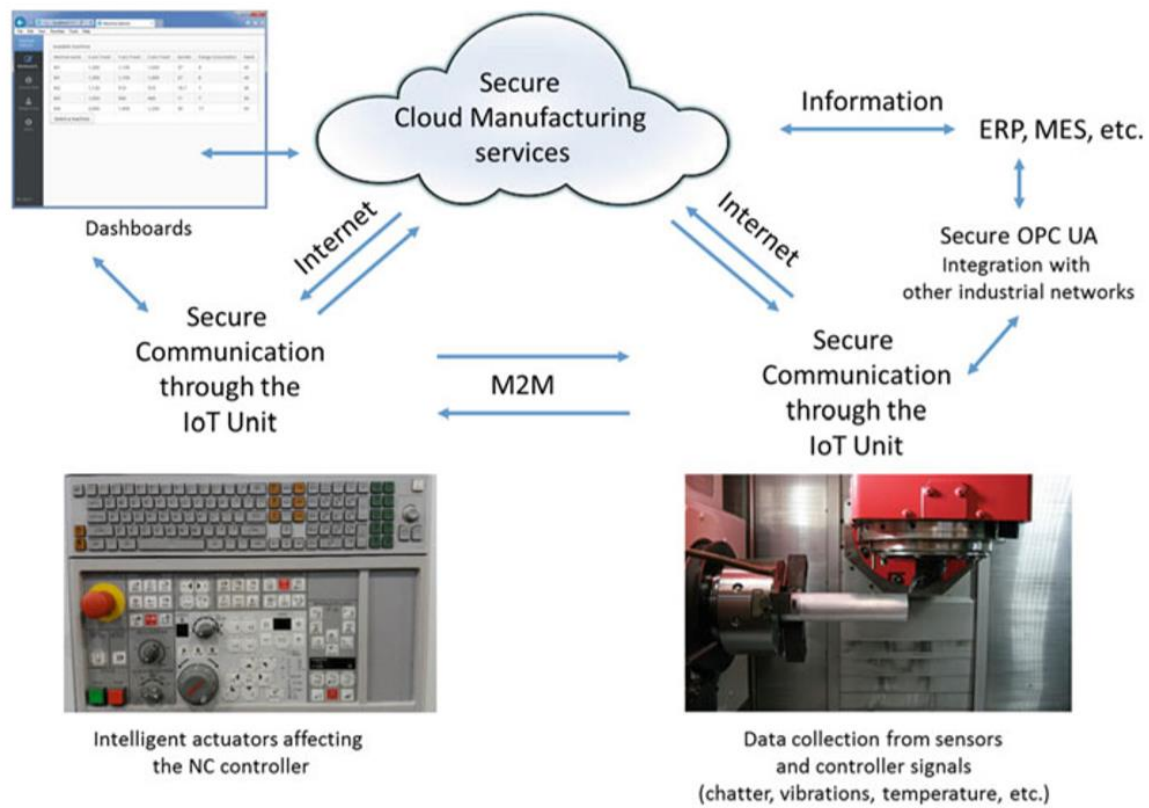 Secure
Cloud Manufacturing
services
Information
ERP, MES, etc.
Dashboards
Internet
Internet
Secure OPC UA
Integration with
other industrial networks
Secure
Communication
through the
IoT Unit
M2M
Secure
Communication
through the
IoT Unit
Intelligent actuators affecting
the NC controller
Data collection from sensors
and controller signals
(chatter, vibrations, temperature, etc.)